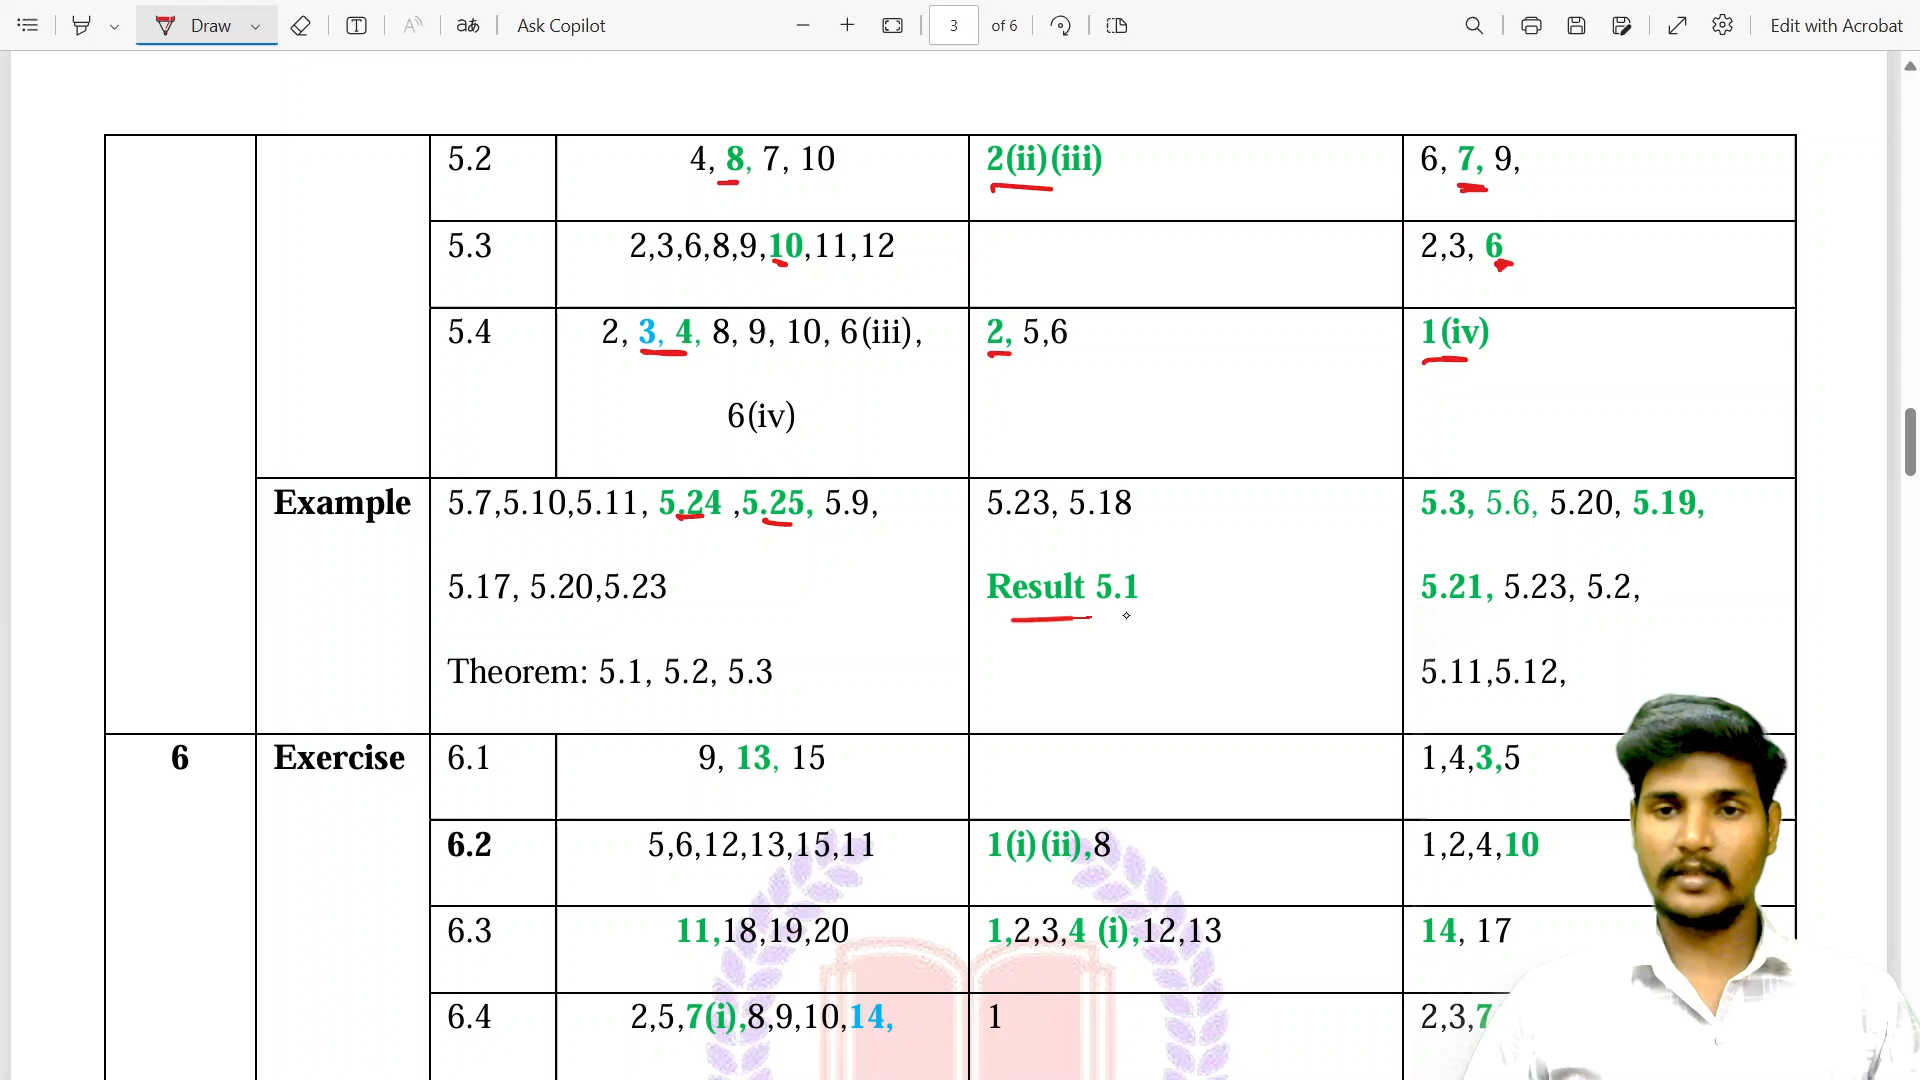 Draw
Ask Copilot
3 of 6
Edit with Acrobat
5.2 4, 8, 7, 10 2(ii)(iii) 6, 7, 9,
5.3 2,3,6,8,9,10,11,12 2,3, 6
5.4 2, 3, 4, 8, 9, 10, 6(iii), 2, 5,6 1(iv)
6(iv)
Example 5.7,5.10,5.11, 5.24 ,5.25, 5.9, 5.23, 5.18 5.3, 5.6, 5.20, 5.19,
5.17, 5.20,5.23 Result 5.1 5.21, 5.23, 5.2,
Theorem: 5.1, 5.2, 5.3 5.11,5.12,
6 Exercise 6.1 9, 13, 15 1,4,3,5
6.2 5,6,12,13,15,11 1(i)(ii),8 1,2,4,10
6.3 11,18,19,20 1,2,3,4 (i),12,13 14, 17
6.4 2,5,7(i),8,9,10,14, 1 2,3,7